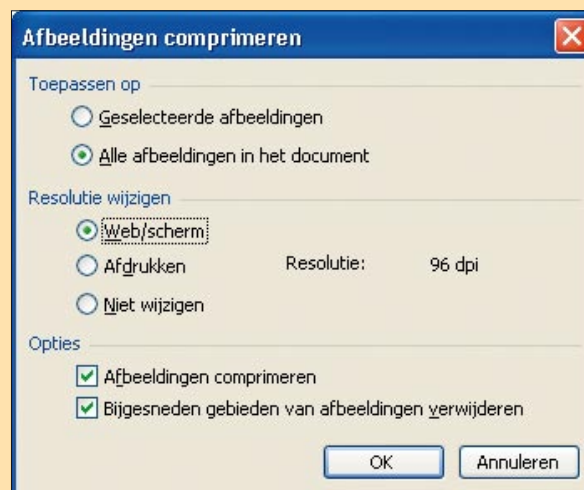 Afbeeldingen comprimeren
Toepassen op
Geselecteerde afbeeldingen
Alle afbeeldingen in het document
Resolutie wijzigen
Web/scherm
Afdrukken Resolutie: 96 dpi
Niet wijzigen
Opties
Afbeeldingen comprimeren
Bijgesneden gebieden van afbeeldingen verwijderen
OK Annuleren